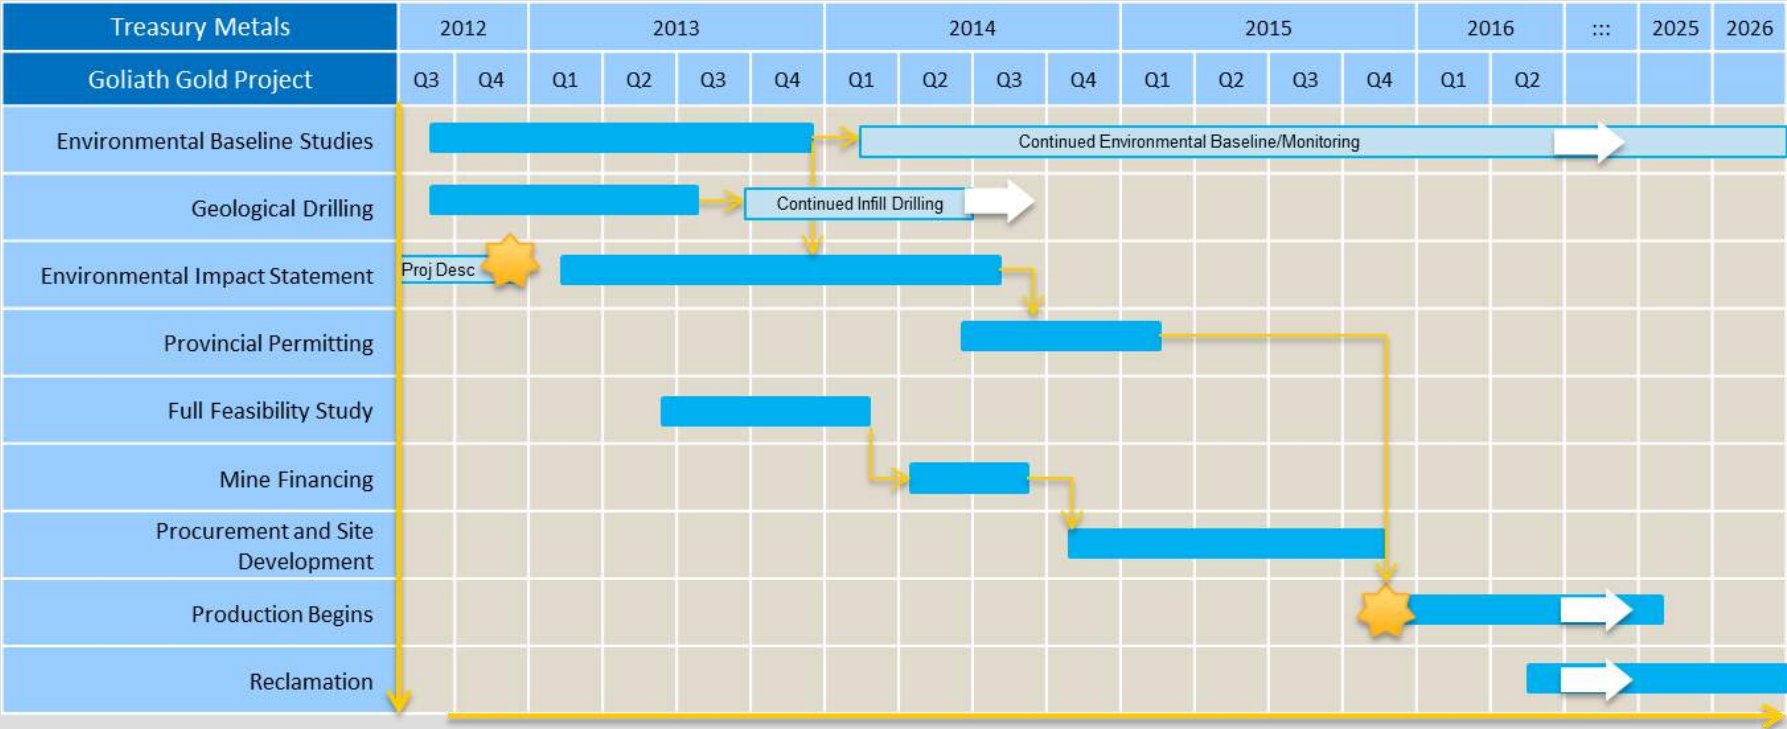 Treasury Metals 2012 2013 2014 2015 2016 ::: 2025 2026
Goliath Gold Project Q3 Q4 Q1 Q2 Q3 Q4 Q1 Q2 Q3 Q4 Q1 Q2 Q3 Q4 Q1 Q2
Environmental Baseline Studies Continued Environmental Baseline/Monitoring
Geological Drilling Continued Infill Drilling
Environmental Impact Statement Proj Desc
Provincial Permitting
Full Feasibility Study
Mine Financing
Procurement and Site
Development
Production Begins
Reclamation